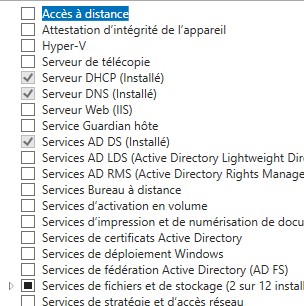 Accès à distance
Attestation d'intégrité de l'appareil
Hyper-V
Serveur de télécopie
Serveur DHCP (Installé)
Serveur DNS (Installé)
Serveur Web (IIS)
Service Guardian hôte
Services AD DS (Installé)
Services AD LDS (Active Directory Lightweight Dire
Services AD RMS (Active Directory Rights Manage
Services Bureau à distance
Services d'activation en volume
Services d'impression et de numérisation de docu
Services de certificats Active Directory
Services de déploiement Windows
Services de fédération Active Directory (AD FS)
Services de fichiers et de stockage (2 sur 12 install
Services de stratégie et d'accès réseau